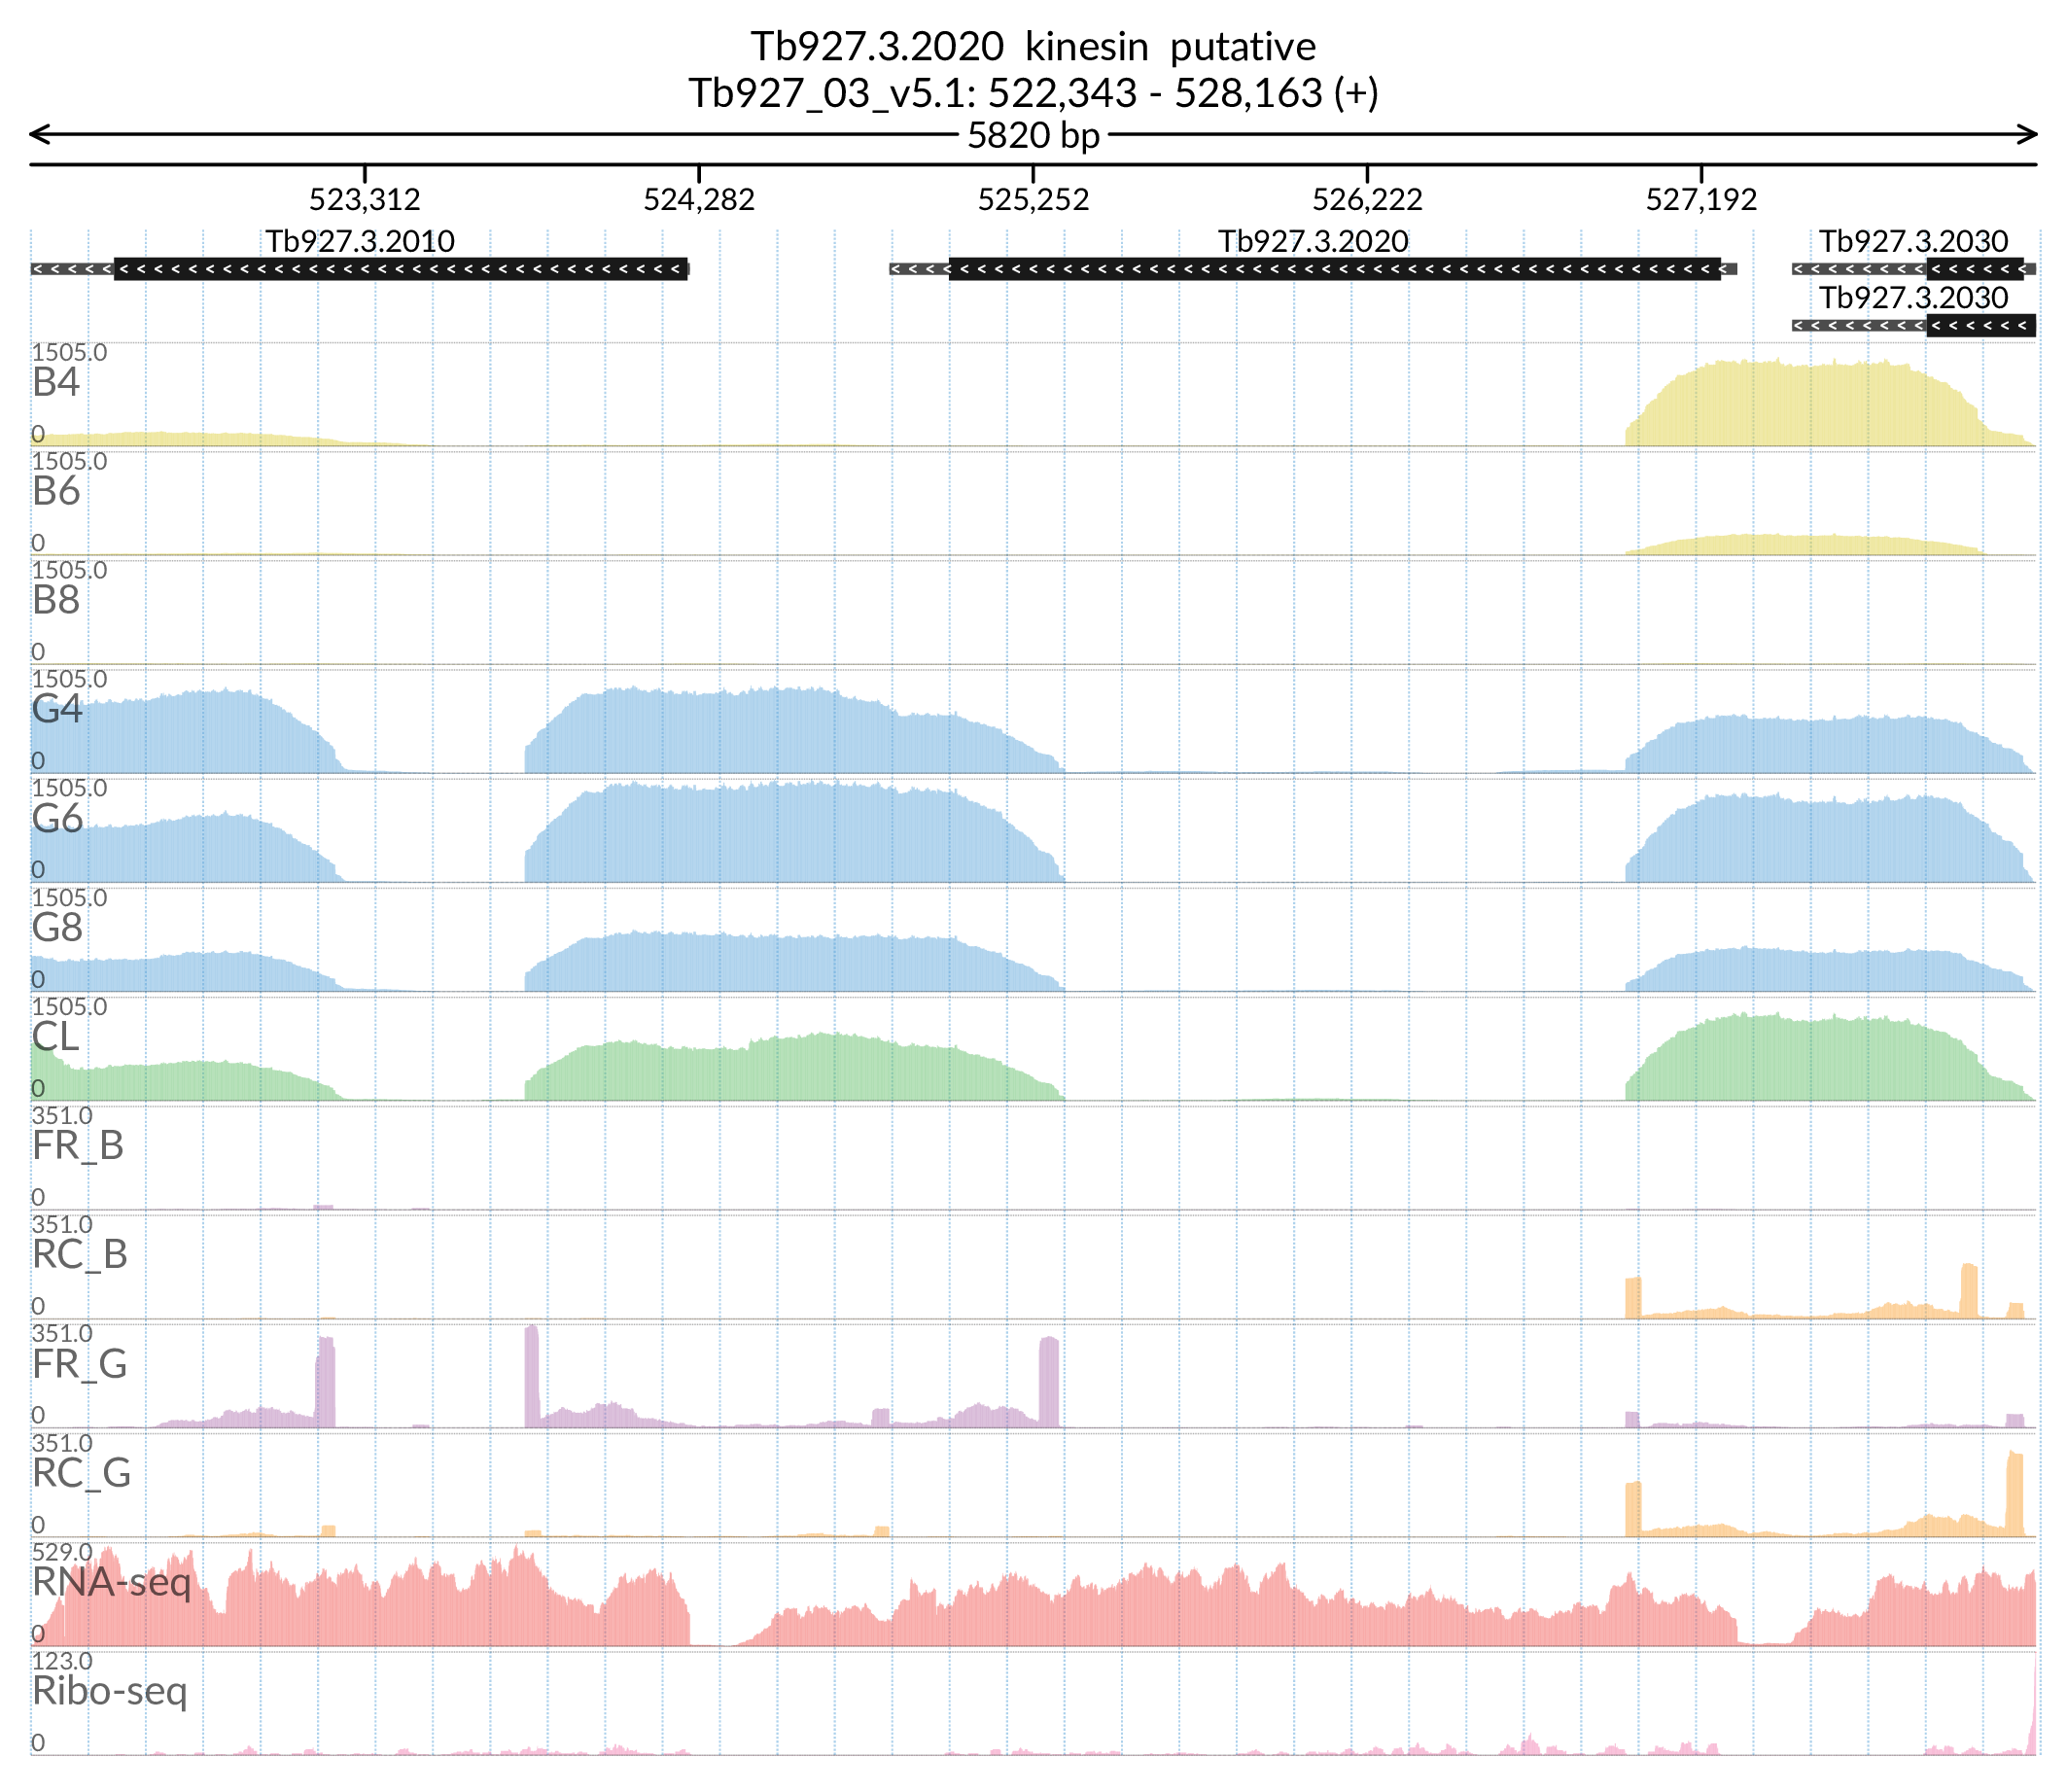 Tb927.3.2020 kinesin putative
Tb927_03_v5.1: 522,343 - 528,163 (+)
5820 bp
523,312 524,282 525,252 526,222 527,192
Tb927.3.2010 Tb927.3.2020 Tb927.3.2030
Tb927.3.2030
1505.0
B4
0
1505.0
B6
0
1505.0
B8
0
1505.0
G4
0
1505.0
G6
0
1505.0
G8
0
1505.0
CL
0
351.0
FR_B
0
351.0
RC_B
0
351.0
FR_G
0
351.0
RC_G
0
529.0
RNA-seq
0
123.0
Ribo-seq
0